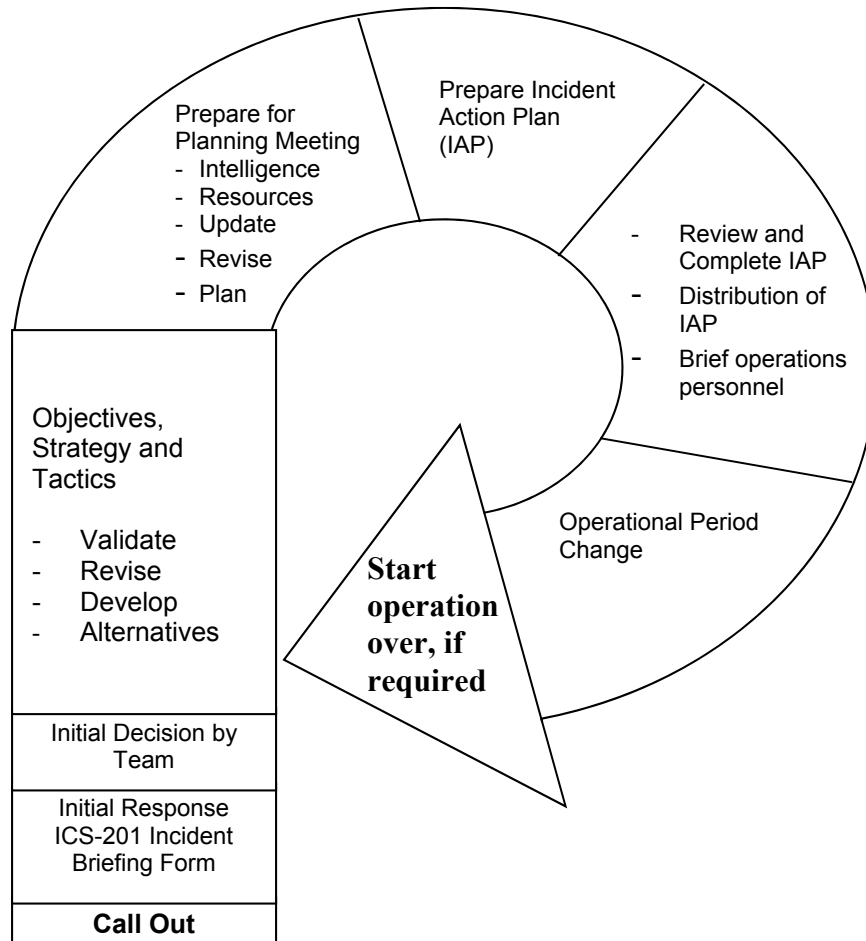 Prepare for
Planning Meeting
- Intelligence
- Resources
- Update
- Revise
- Plan
Prepare Incident
Action Plan
(IAP)
- Review and
Complete IAP
- Distribution of
IAP
- Brief operations
personnel
Operational Period
Change
Start
operation
over, if
required
Objectives,
Strategy and
Tactics
- Validate
- Revise
- Develop
- Alternatives
Initial Decision by
Team
Initial Response
ICS-201 Incident
Briefing Form
Call Out